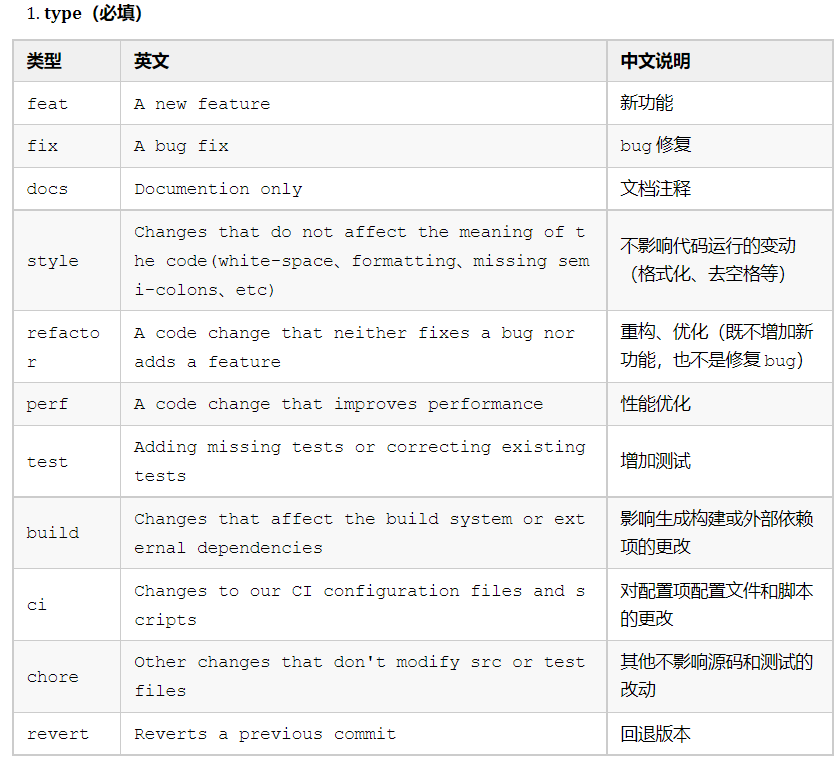 1. type（必填）
类型 英文 中文说明
feat A new feature 新功能
fix A bug fix bug 修复
docs Documention only 文档注释
style
Changes that do not affect the meaning of t
he code(white-space、formatting、missing sem
i-colons、etc)
不影响代码运行的变动
（格式化、去空格等）
refacto
r
A code change that neither fixes a bug nor
adds a feature
重构、优化（既不增加新
功能，也不是修复 bug）
perf A code change that improves performance 性能优化
test
Adding missing tests or correcting existing
tests
增加测试
build
Changes that affect the build system or ext
ernal dependencies
影响生成构建或外部依赖
项的更改
ci
Changes to our CI configuration files and s
cripts
对配置项配置文件和脚本
的更改
chore
Other changes that don't modify src or test
files
其他不影响源码和测试的
改动
revert Reverts a previous commit 回退版本